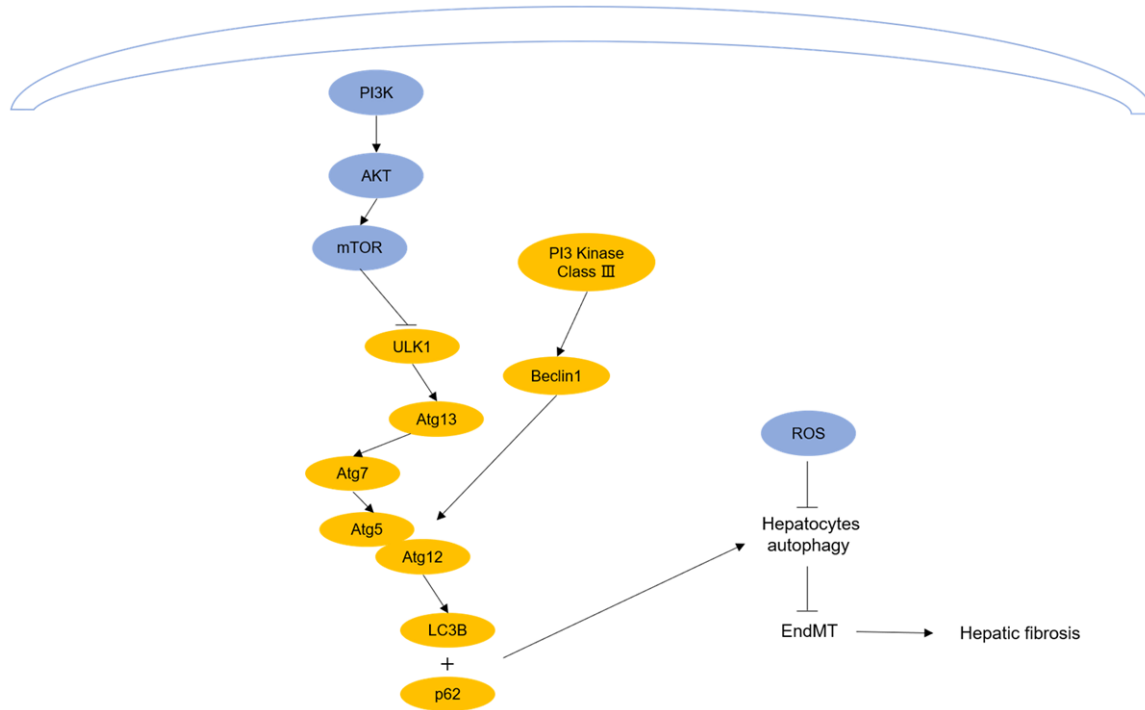 PI3K
AKT
mTOR
PI3 Kinase
Class Ⅲ
ULK1
Beclin1
Atg13
ROS
Atg7
Atg5
Atg12
Hepatocytes
autophagy
LC3B
+
p62
EndMT
Hepatic fibrosis